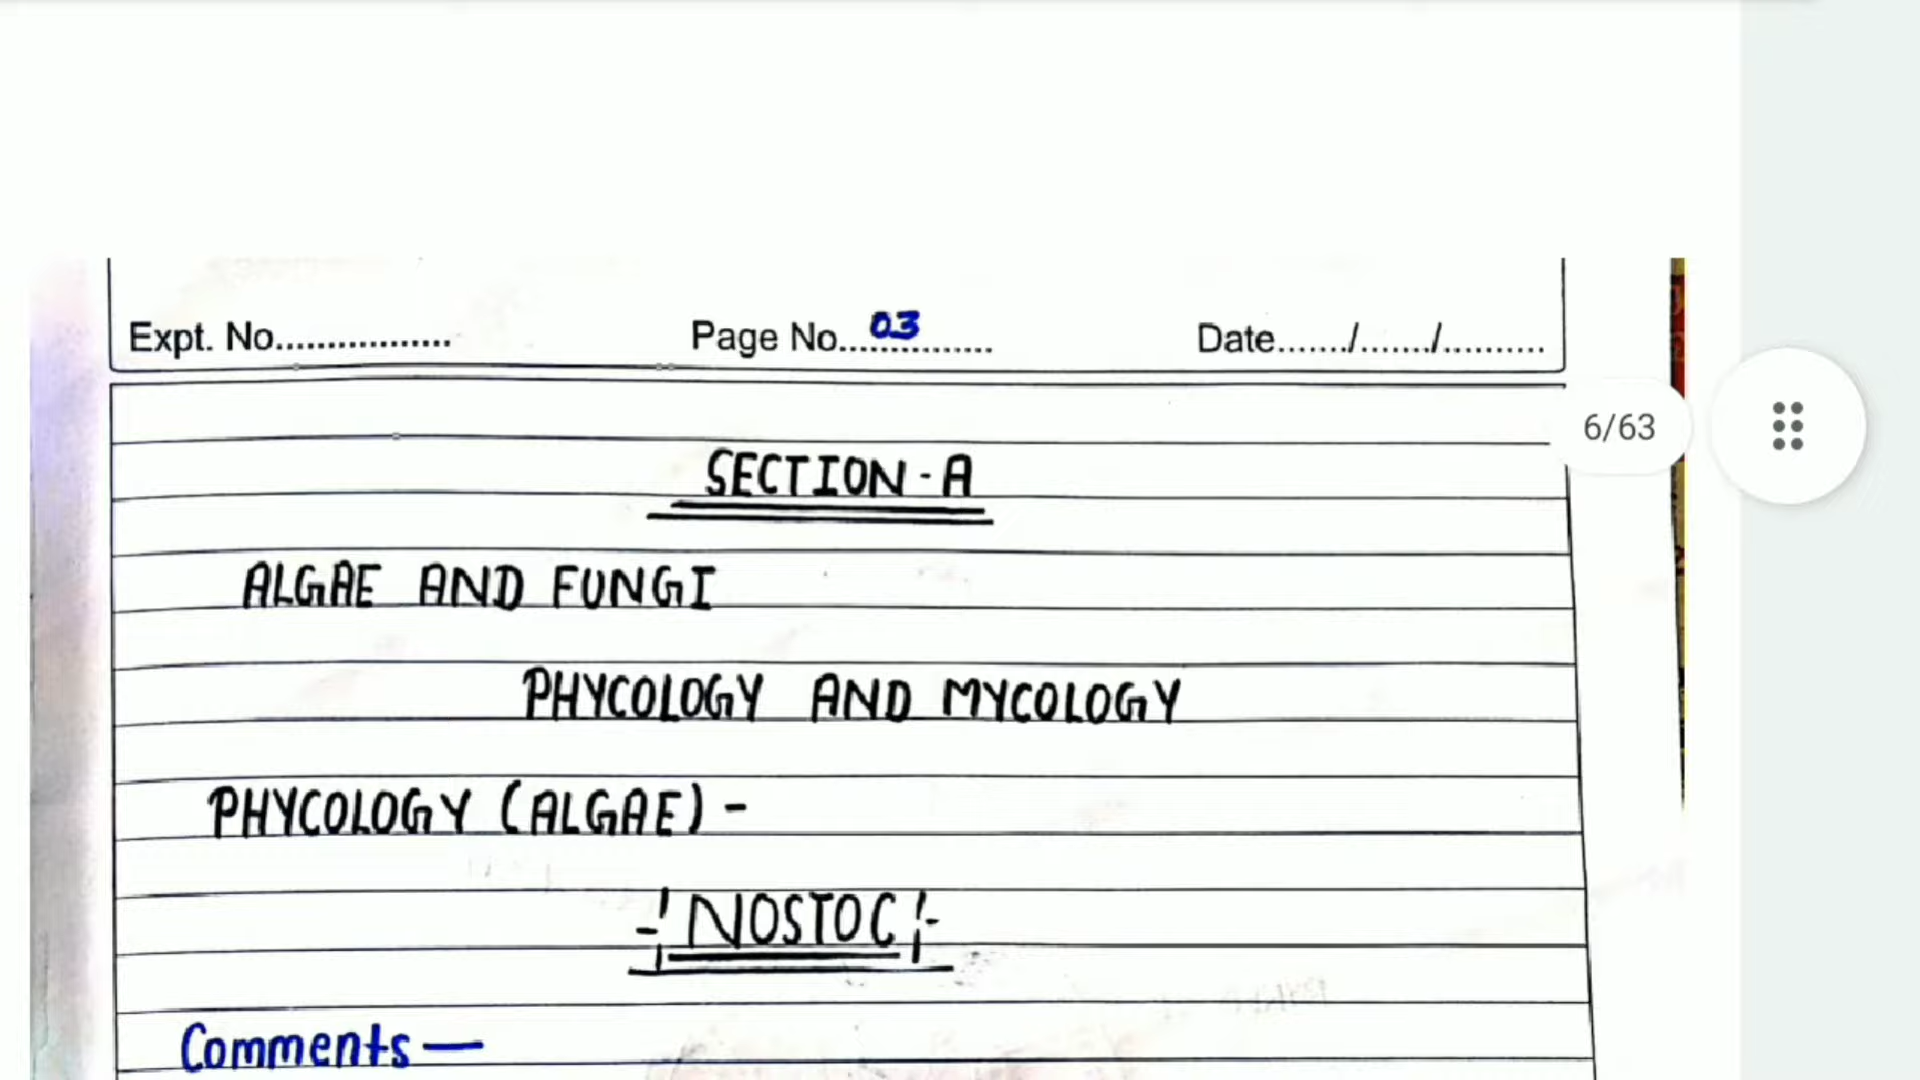 Expt. No................. Page No...03............ Date......./......./..........
6/63
SECTION - A
ALGAE AND FUNGI
PHYCOLOGY AND MYCOLOGY
PHYCOLOGY (ALGAE) -
-¦ NOSTOC ¦-
Comments —